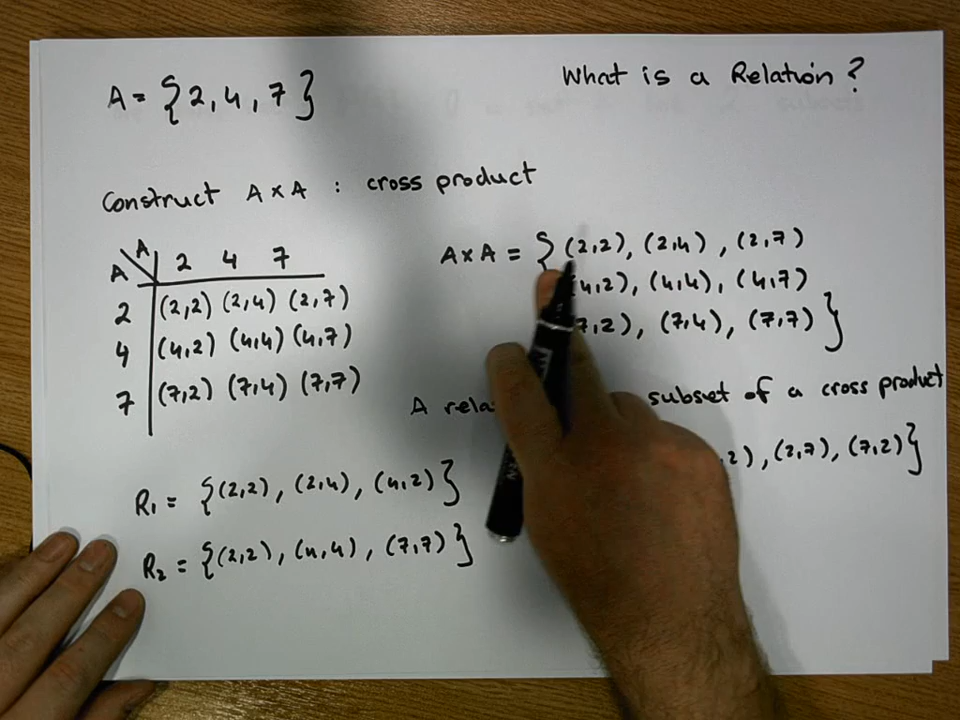 A = {2, 4, 7}
What is a Relation?
Construct A×A : cross product
A A 2 4 7
2 (2,2) (2,4) (2,7)
4 (4,2) (4,4) (4,7)
7 (7,2) (7,4) (7,7)
A×A = {(2,2), (2,4), (2,7)
(4,2), (4,4), (4,7)
7,2), (7,4), (7,7)}
A subset of a cross product
2), (2,7), (7,2)}
R₁ = {(2,2), (2,4), (4,2)}
R₂ = {(2,2), (4,4), (7,7)}